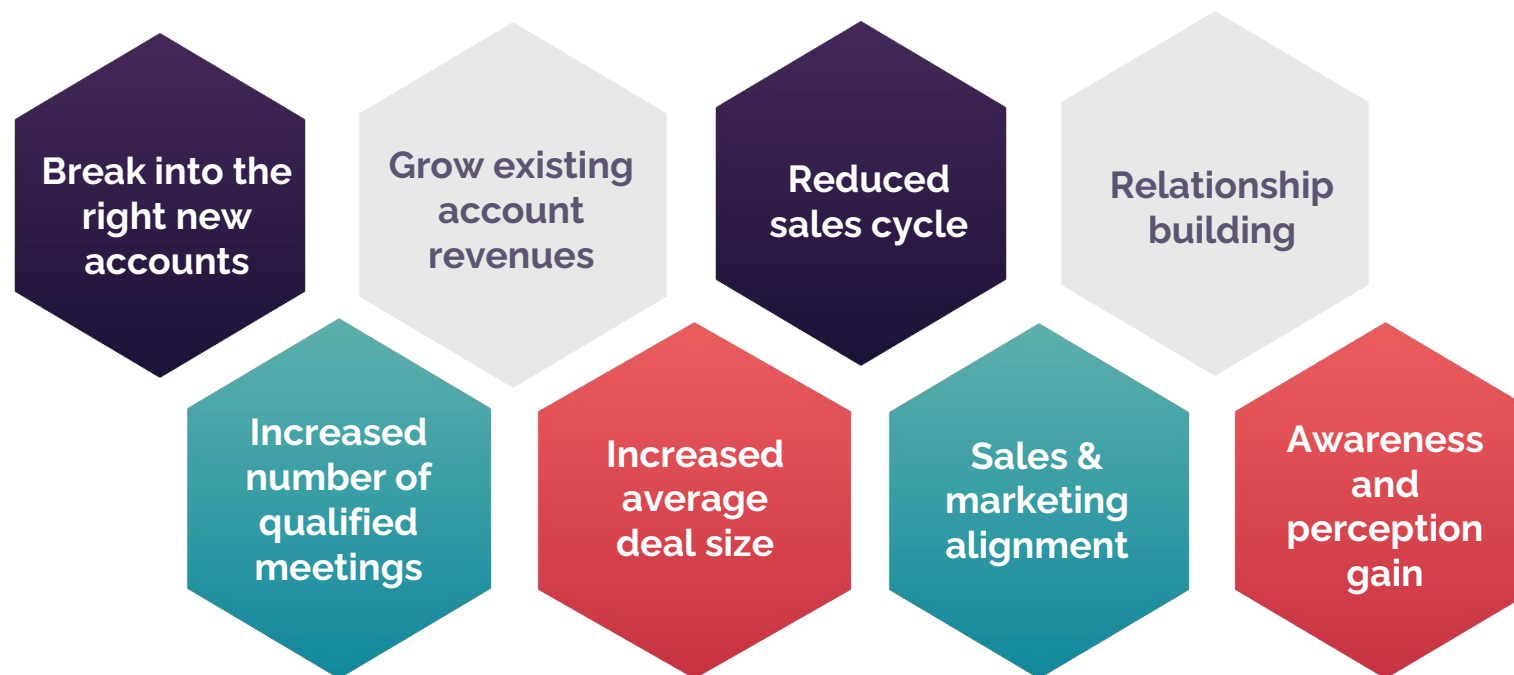 Break into the
right new
accounts
Grow existing
account
revenues
Reduced
sales cycle
Relationship
building
Increased
number of
qualified
meetings
Increased
average
deal size
Sales &
marketing
alignment
Awareness
and
perception
gain